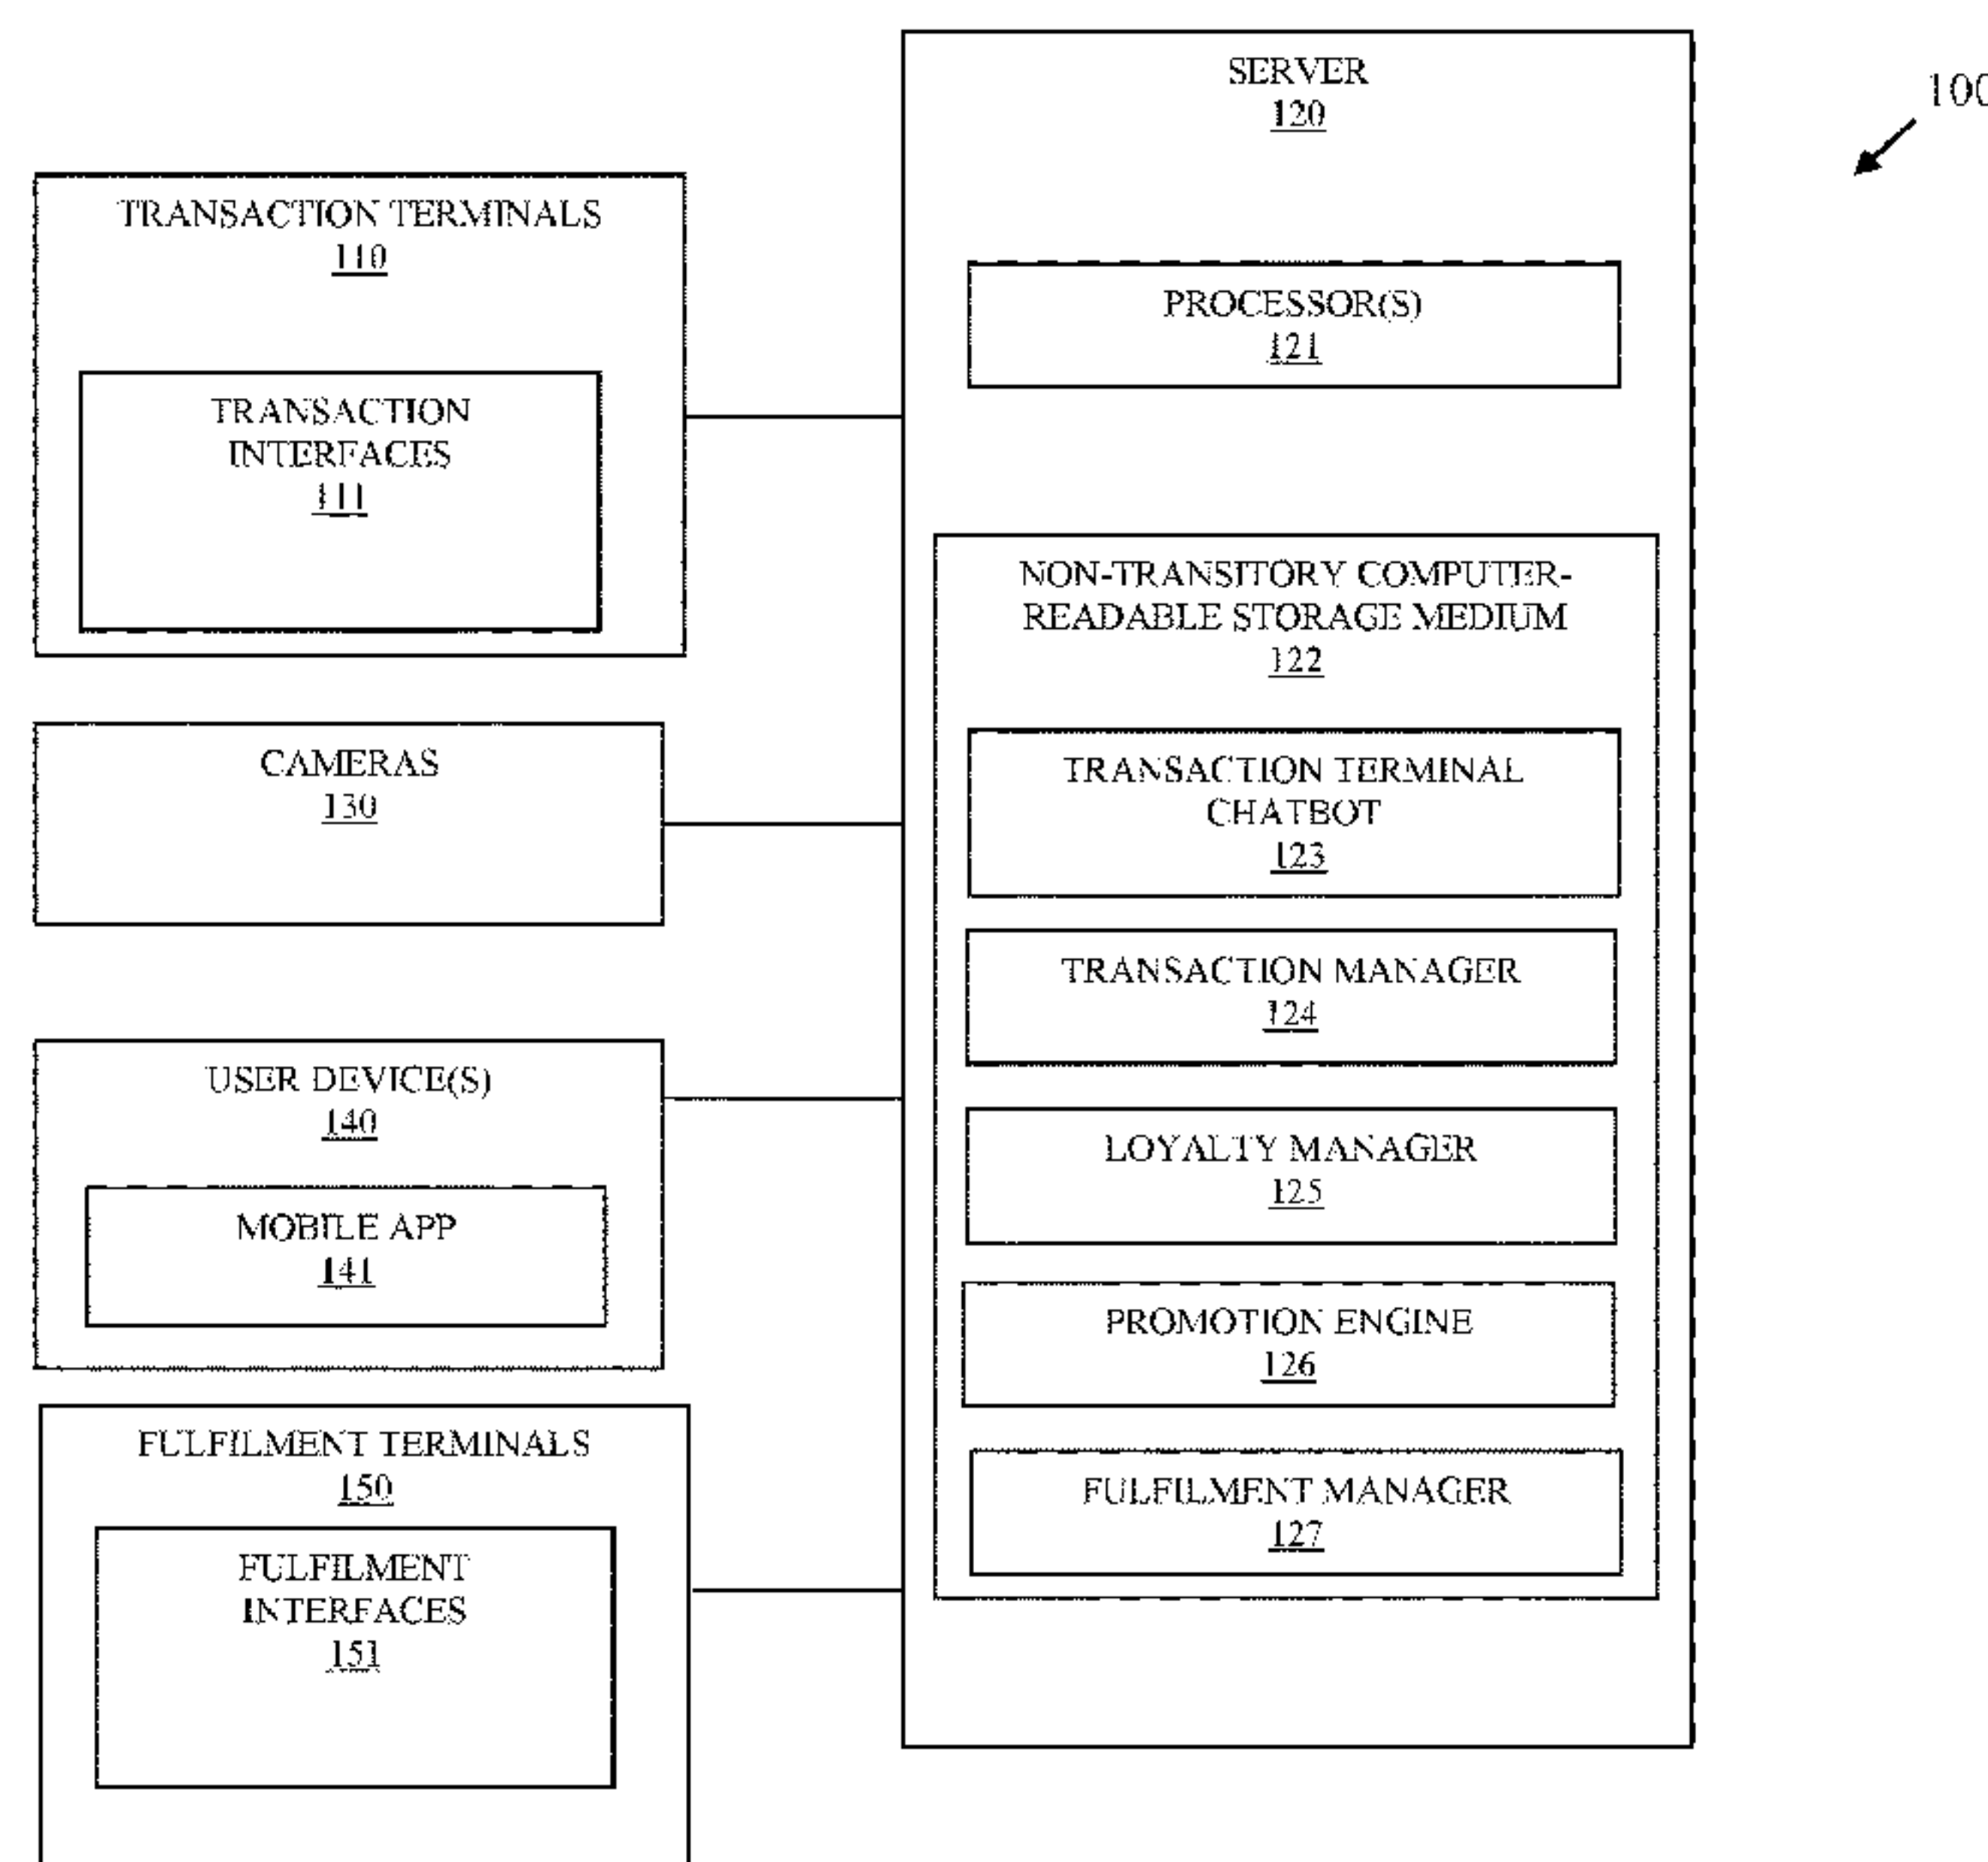 SERVER
120
100
TRANSACTION TERMINALS
110
TRANSACTION
INTERFACES
111
PROCESSOR(S)
121
NON-TRANSITORY COMPUTER-
READABLE STORAGE MEDIUM
122
CAMERAS
130
TRANSACTION TERMINAL
CHATBOT
123
TRANSACTION MANAGER
124
USER DEVICE(S)
140
MOBILE APP
141
LOYALTY MANAGER
125
PROMOTION ENGINE
126
FULFILMENT TERMINALS
150
FULFILMENT
INTERFACES
151
FULFILMENT MANAGER
127